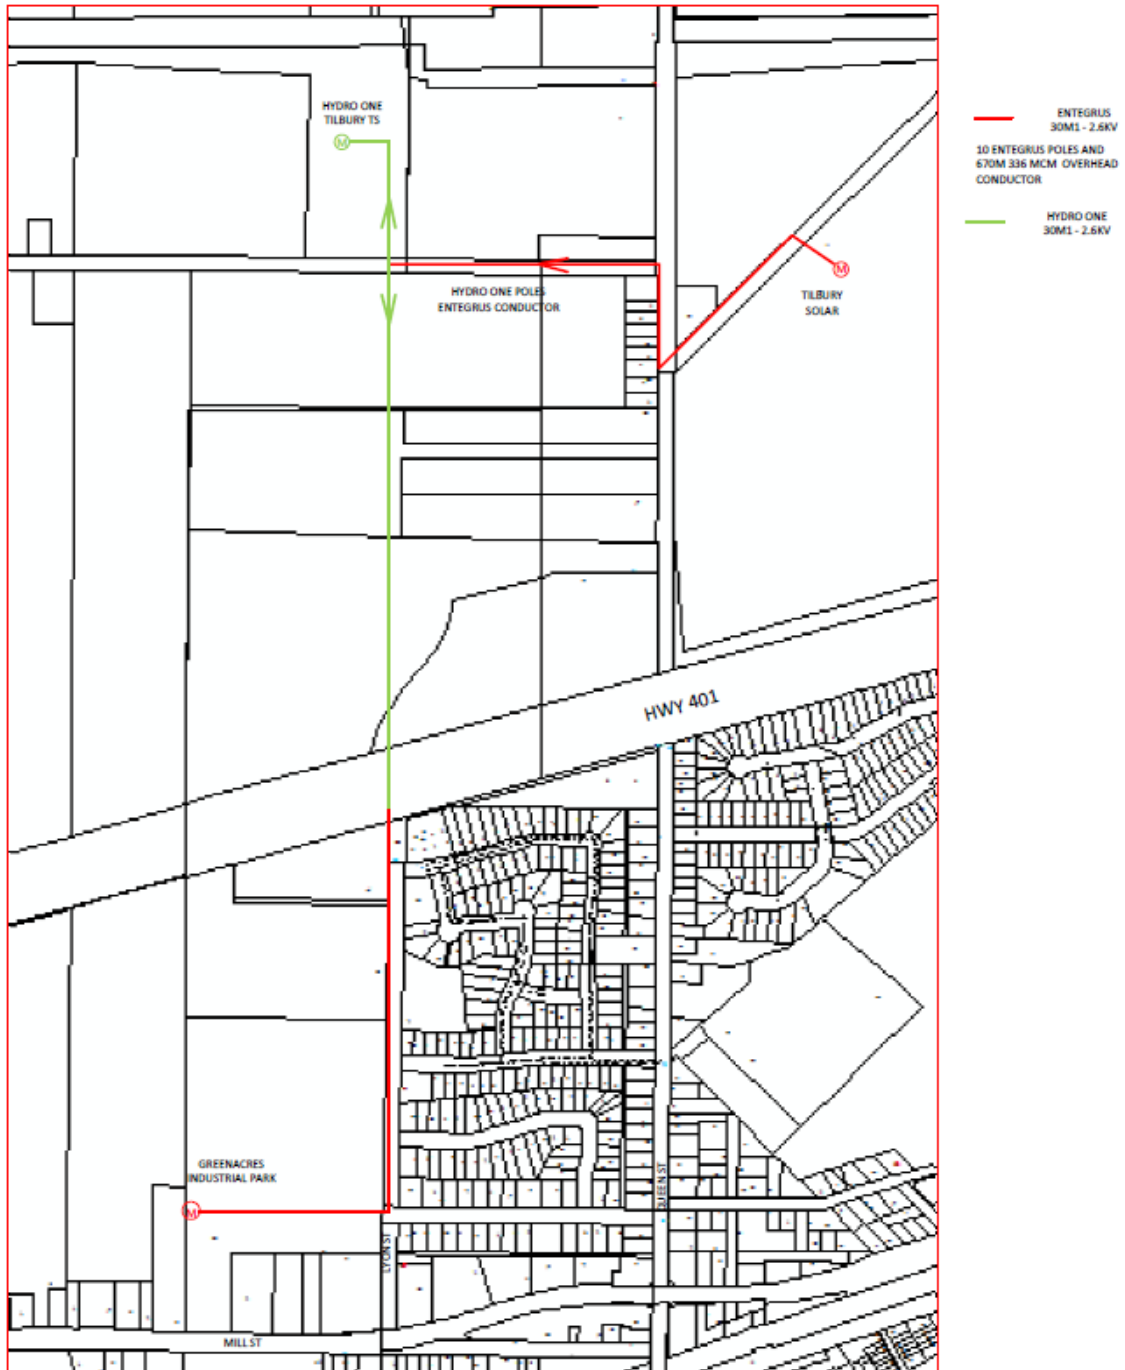 HYDRO ONE
TILBURY TS
M
ENTEGRUS
30M1 - 2.6KV
10 ENTEGRUS POLES AND
670M 336 MCM OVERHEAD
CONDUCTOR
HYDRO ONE
30M1 - 2.6KV
M
TILBURY
SOLAR
HYDRO ONE POLES
ENTEGRUS CONDUCTOR
HWY 401
GREENACRES
INDUSTRIAL PARK
M
QUEEN ST
LYON ST
MILL ST